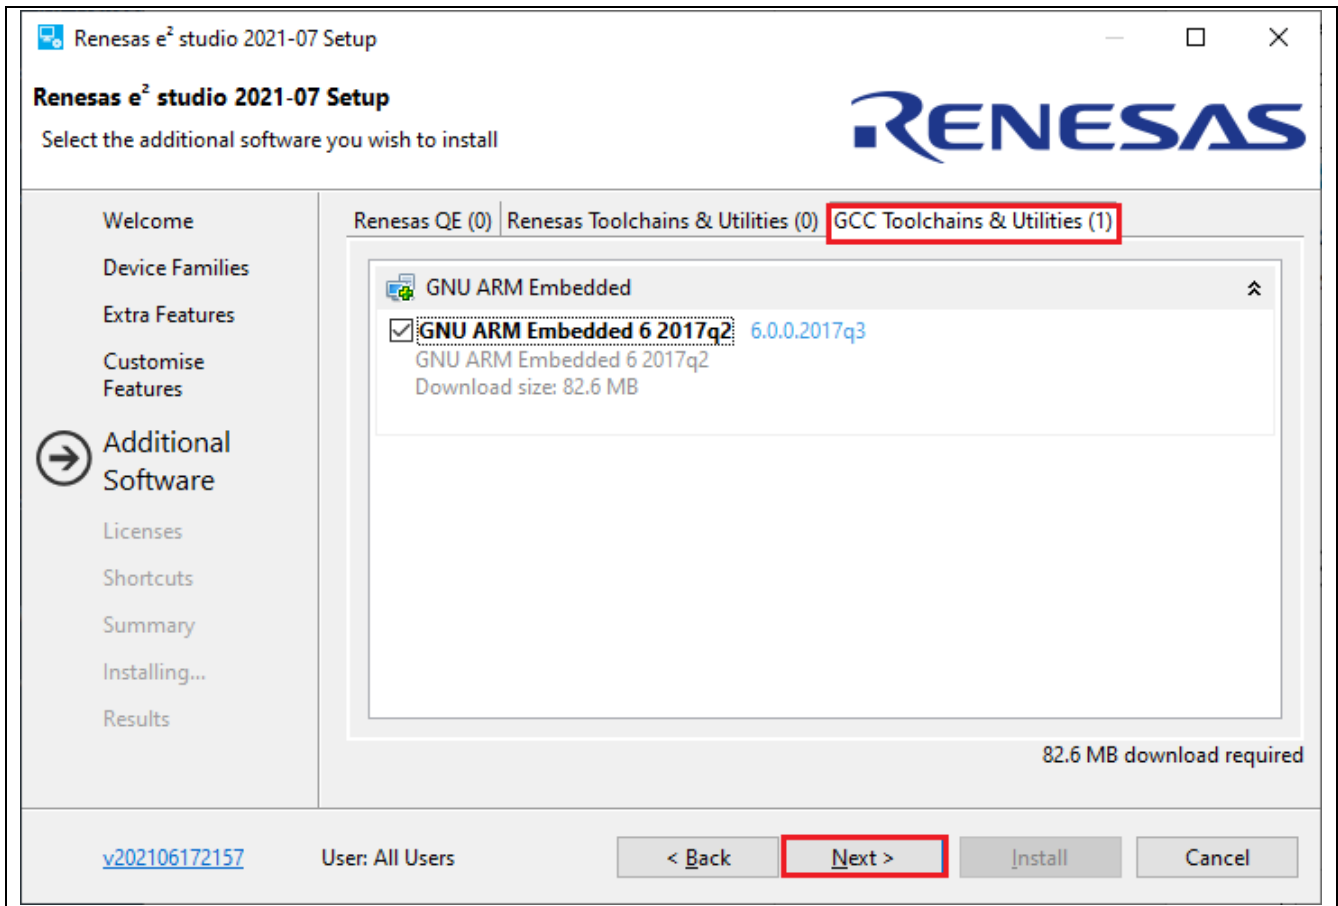 Renesas e² studio 2021-07 Setup
Renesas e² studio 2021-07 Setup
Select the additional software you wish to install
RENESAS
Welcome
Device Families
Extra Features
Customise
Features
Additional
Software
Licenses
Shortcuts
Summary
Installing...
Results
Renesas QE (0) Renesas Toolchains & Utilities (0) GCC Toolchains & Utilities (1)
GNU ARM Embedded
GNU ARM Embedded 6 2017q2 6.0.0.2017q3
GNU ARM Embedded 6 2017q2
Download size: 82.6 MB
82.6 MB download required
v202106172157 User: All Users < Back Next > Install Cancel